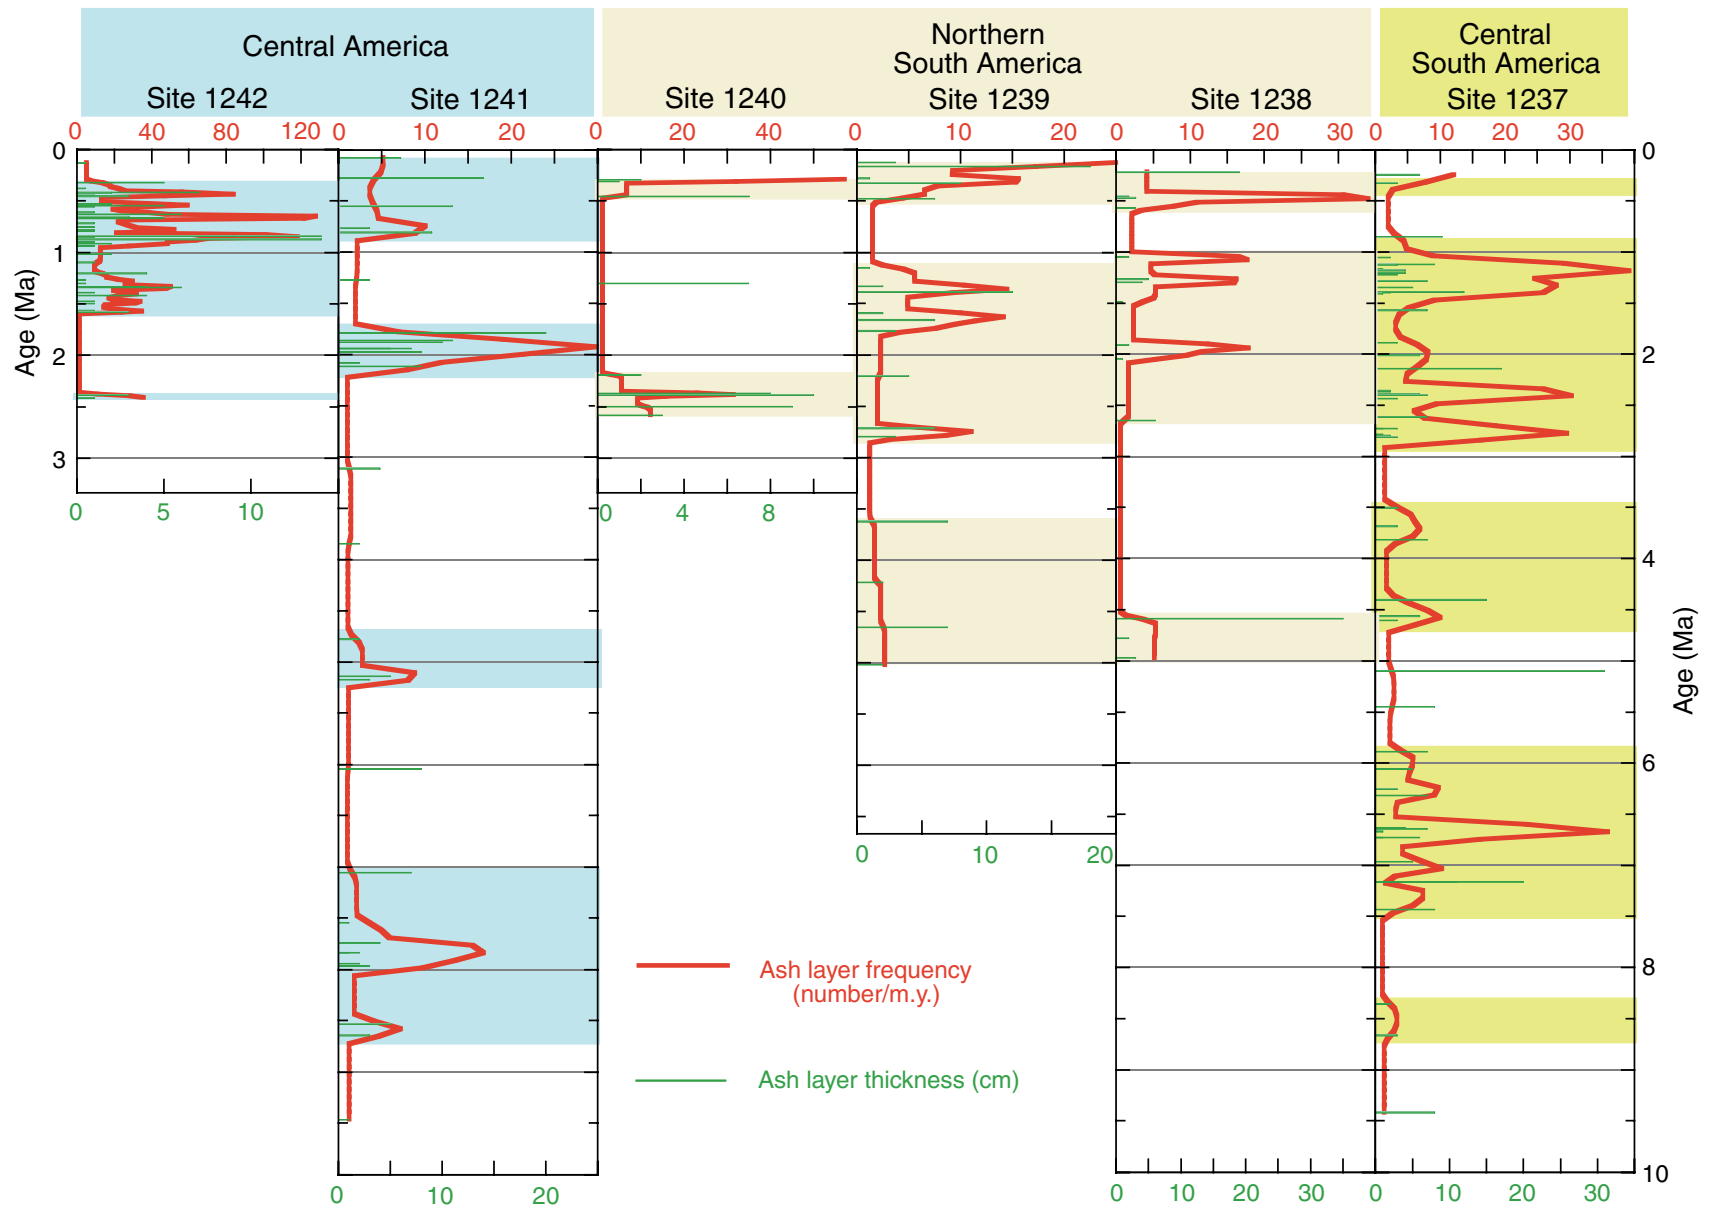 Central America
Northern
South America
Central
South America
Site 1242
Site 1241
Site 1240
Site 1239
Site 1238
Site 1237
0 40 80 120 0 10 20 0 20 40 0 10 20 0 10 20 30 0 10 20 30
0 0
1
2 2
3
4
6
8
10
Age (Ma)
Age (Ma)
0 5 10 0 4 8
0 10 20
0 10 20 0 10 20 30 0 10 20 30
Ash layer frequency
(number/m.y.)
Ash layer thickness (cm)